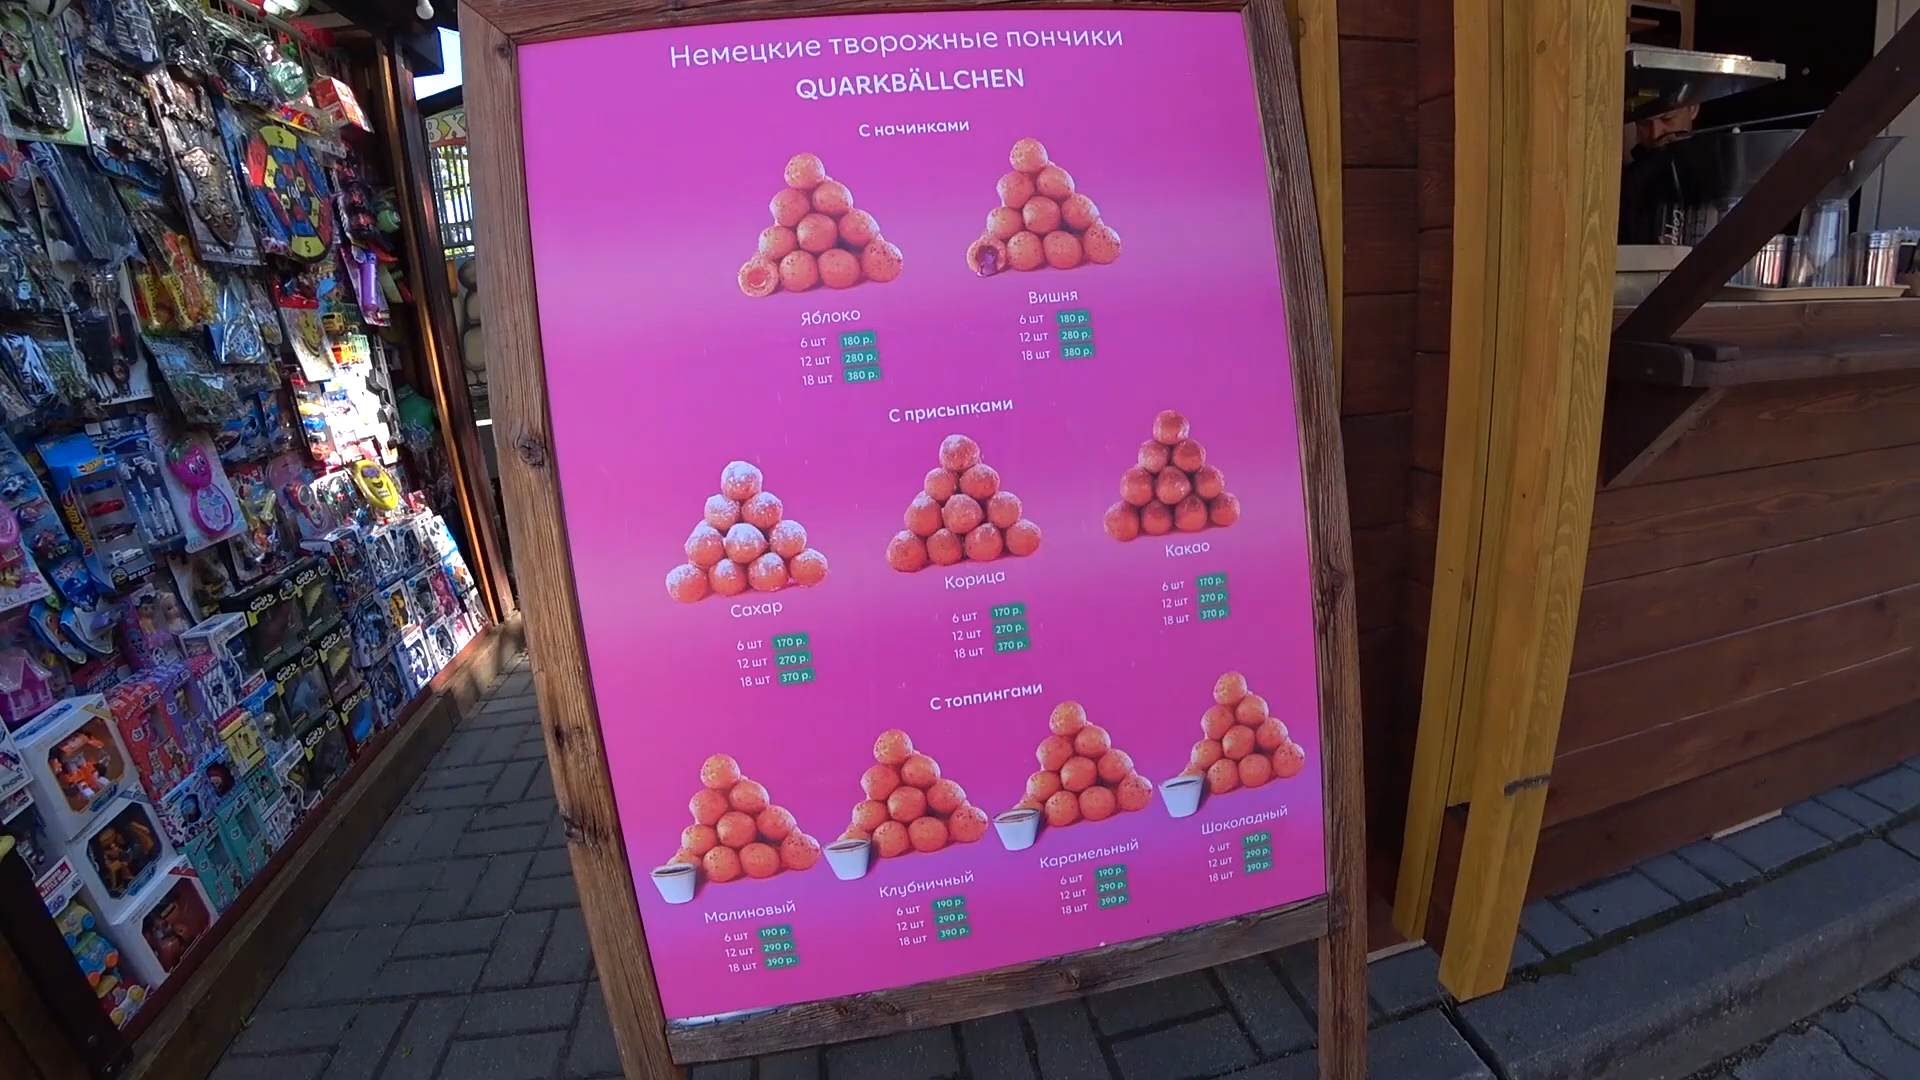 Немецкие творожные пончики
QUARKBÄLLCHEN
С начинками
Яблоко
6 шт 180 р.
12 шт 280 р.
18 шт 380 р.
Вишня
6 шт 180 р.
12 шт 280 р.
18 шт 380 р.
С присыпками
Сахар
6 шт 170 р.
12 шт 270 р.
18 шт 370 р.
Корица
6 шт 170 р.
12 шт 270 р.
18 шт 370 р.
Какао
6 шт 170 р.
12 шт 270 р.
18 шт 370 р.
С топпингами
Малиновый
6 шт 190 р.
12 шт 290 р.
18 шт 390 р.
Клубничный
6 шт 190 р.
12 шт 290 р.
18 шт 390 р.
Карамельный
6 шт 190 р.
12 шт 290 р.
18 шт 390 р.
Шоколадный
6 шт 190 р.
12 шт 290 р.
18 шт 390 р.